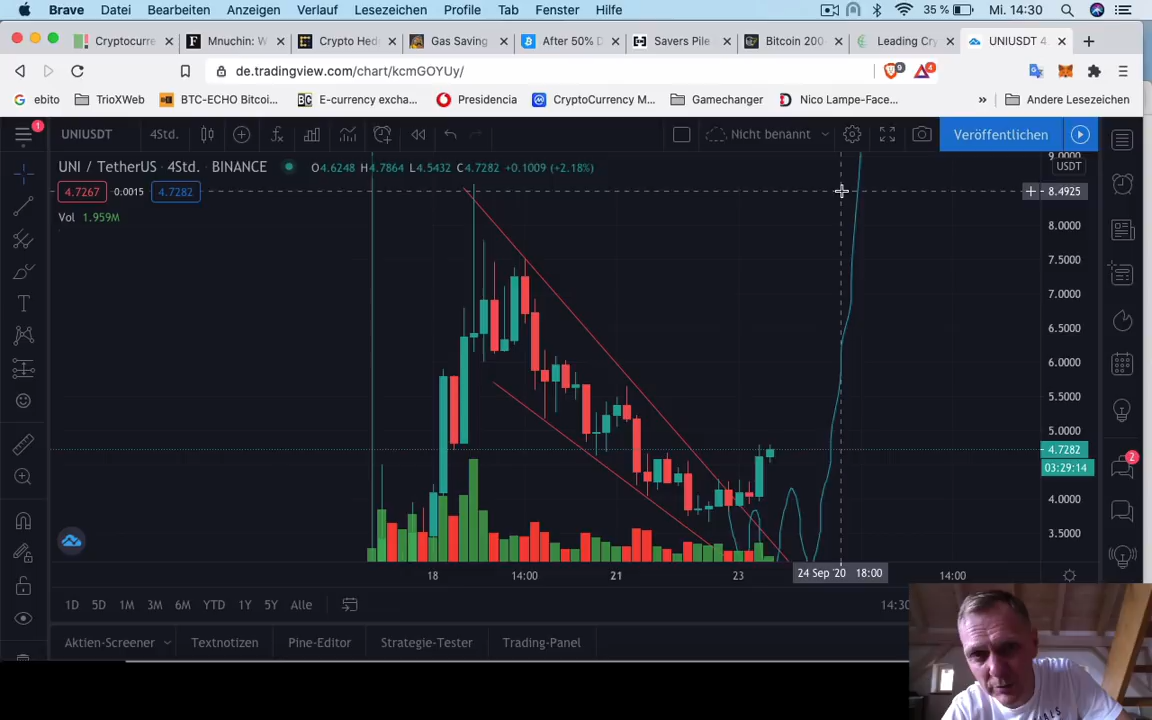 Brave Datei Bearbeiten Anzeigen Verlauf Lesezeichen Profile Tab Fenster Hilfe 35 % Mi. 14:30
Cryptocurre Mnuchin: W Crypto Hed Gas Saving After 50% D Savers Pile Bitcoin 200 Leading Cry UNIUSDT 4
de.tradingview.com/chart/kcmGOYUy/ 9 4
ebito TrioXWeb BTC-ECHO Bitcoi... E-currency excha... Presidencia CryptoCurrency M... Gamechanger Nico Lampe-Face... » Andere Lesezeichen
1 UNIUSDT 4Std. Nicht benannt Veröffentlichen
UNI / TetherUS · 4Std. · BINANCE O4.6248 H4.7864 L4.5432 C4.7282 +0.1009 (+2.18%)
9.0000
USDT
4.7267 0.0015 4.7282
8.4925
Vol 1.959M
8.0000
7.5000
7.0000
6.5000
6.0000
5.5000
5.0000
4.7282
03:29:14
2
4.0000
3.5000
18 14:00 21 23 24 Sep '20 18:00 14:00
1D 5D 1M 3M 6M YTD 1Y 5Y Alle 14:30
Aktien-Screener Textnotizen Pine-Editor Strategie-Tester Trading-Panel